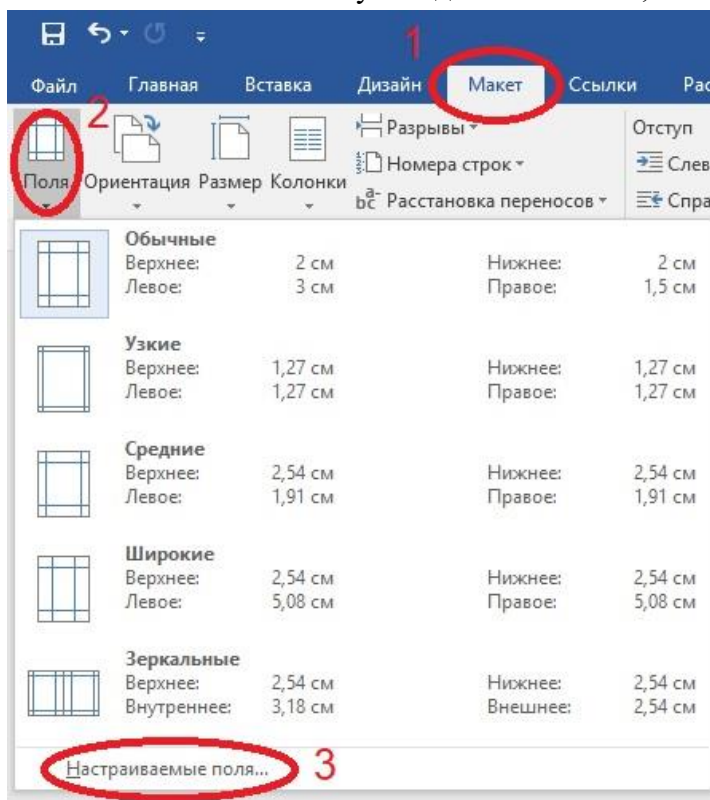 1
Файл Главная Вставка Дизайн Макет Ссылки Рас
2
Поля Ориентация Размер Колонки
Разрывы
Номера строк
Расстановка переносов
Отступ
Слев
Спра
Обычные
Верхнее: 2 см Нижнее: 2 см
Левое: 3 см Правое: 1,5 см
Узкие
Верхнее: 1,27 см Нижнее: 1,27 см
Левое: 1,27 см Правое: 1,27 см
Средние
Верхнее: 2,54 см Нижнее: 2,54 см
Левое: 1,91 см Правое: 1,91 см
Широкие
Верхнее: 2,54 см Нижнее: 2,54 см
Левое: 5,08 см Правое: 5,08 см
Зеркальные
Верхнее: 2,54 см Нижнее: 2,54 см
Внутреннее: 3,18 см Внешнее: 2,54 см
Настраиваемые поля... 3